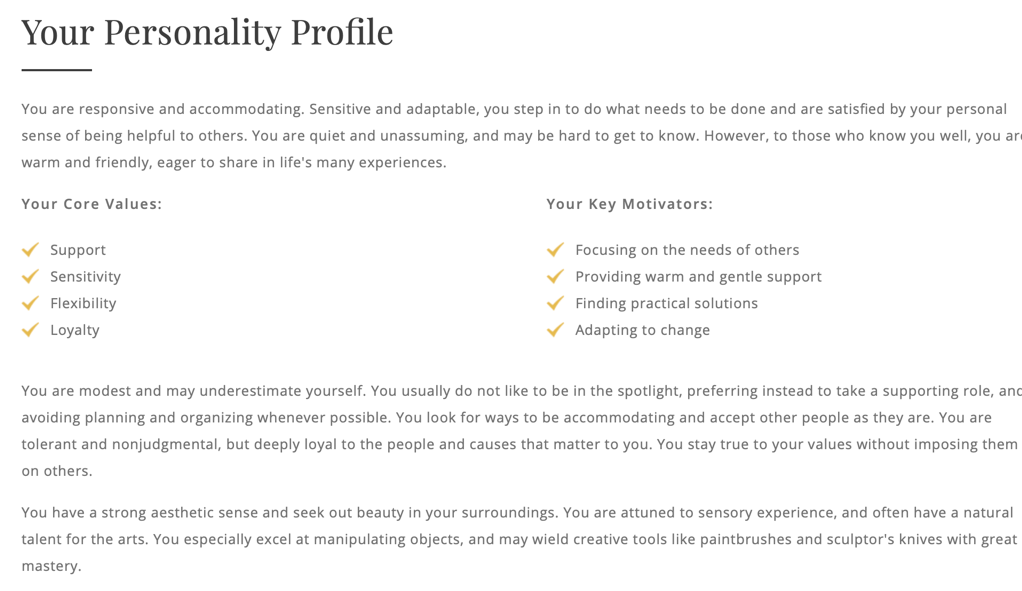 Your Personality Profile
You are responsive and accommodating. Sensitive and adaptable, you step in to do what needs to be done and are satisfied by your personal
sense of being helpful to others. You are quiet and unassuming, and may be hard to get to know. However, to those who know you well, you are
warm and friendly, eager to share in life's many experiences.
Your Core Values:
Support
Sensitivity
Flexibility
Loyalty
Your Key Motivators:
Focusing on the needs of others
Providing warm and gentle support
Finding practical solutions
Adapting to change
You are modest and may underestimate yourself. You usually do not like to be in the spotlight, preferring instead to take a supporting role, and
avoiding planning and organizing whenever possible. You look for ways to be accommodating and accept other people as they are. You are
tolerant and nonjudgmental, but deeply loyal to the people and causes that matter to you. You stay true to your values without imposing them
on others.
You have a strong aesthetic sense and seek out beauty in your surroundings. You are attuned to sensory experience, and often have a natural
talent for the arts. You especially excel at manipulating objects, and may wield creative tools like paintbrushes and sculptor's knives with great
mastery.